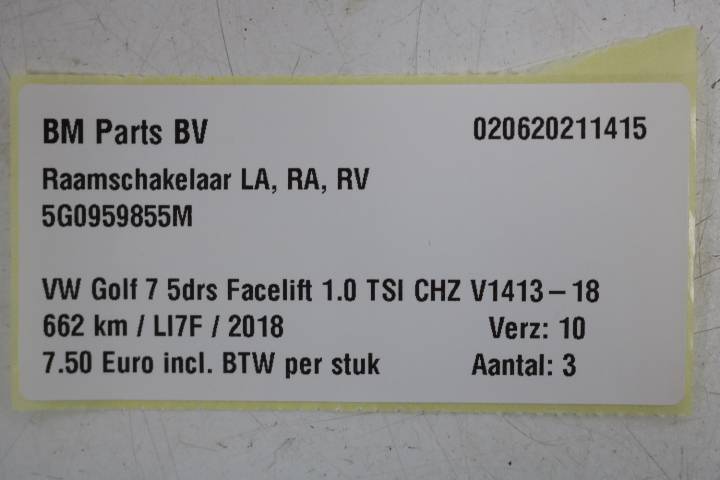 BM Parts BV 020620211415
Raamschakelaar LA, RA, RV
5G0959855M
VW Golf 7 5drs Facelift 1.0 TSI CHZ V1413-18
662 km / LI7F / 2018 Verz: 10
7.50 Euro incl. BTW per stuk Aantal: 3